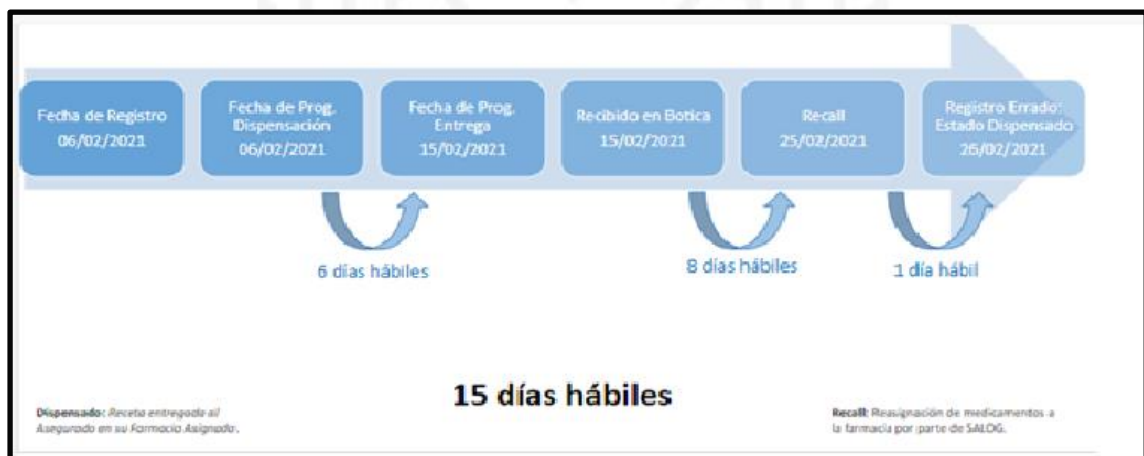 Fecha de Registro
06/02/2021
Fecha de Prog.
Dispensación
06/02/2021
Fecha de Prog.
Entrega
15/02/2021
Recibido en Botica
15/02/2021
Recall
25/02/2021
Registro Errado:
Estado Dispensado
26/02/2021
6 días hábiles
8 días hábiles
1 día hábil
15 días hábiles
Dispensado: Receta entregada al
Asegurado en su Farmacia Asignada.
Recall: Reasignación de medicamentos a
la farmacia por parte de SALOG.